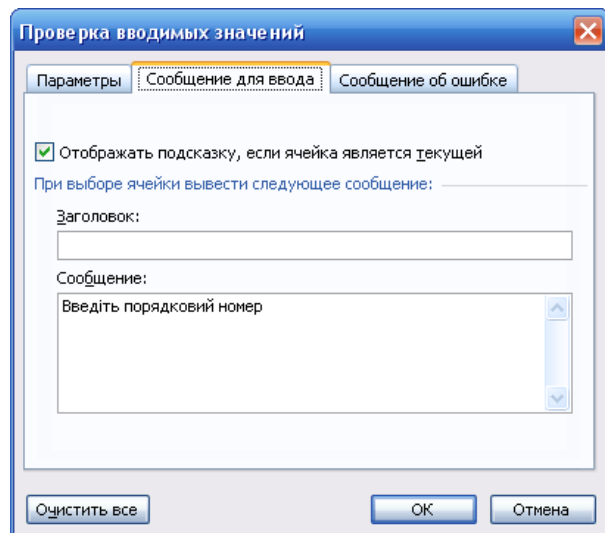 Проверка вводимых значений
Параметры Сообщение для ввода Сообщение об ошибке
Отображать подсказку, если ячейка является текущей
При выборе ячейки вывести следующее сообщение:
Заголовок:
Сообщение:
Введіть порядковий номер
Очистить все ОК Отмена